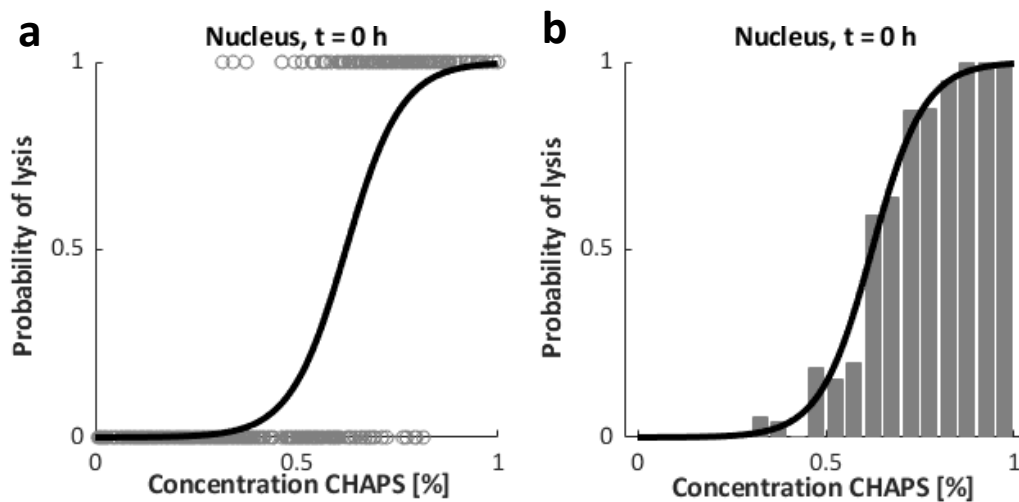 a
Nucleus, t = 0 h
1
0.5
0
Probability of lysis
0
0.5
1
Concentration CHAPS [%]
b
Nucleus, t = 0 h
1
0.5
0
Probability of lysis
0
0.5
1
Concentration CHAPS [%]